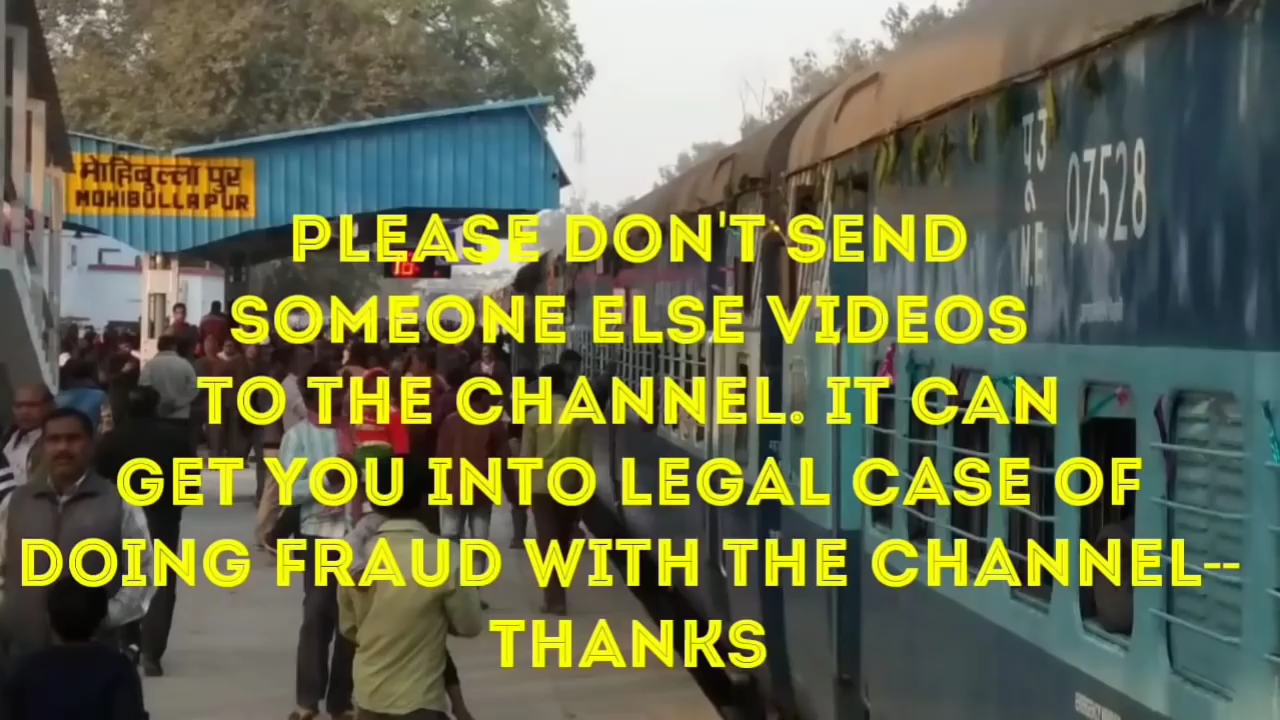 मोहिबुल्लापुर
MOHIBULLAPUR
PLEASE DON'T SEND
SOMEONE ELSE VIDEOS
TO THE CHANNEL. IT CAN
GET YOU INTO LEGAL CASE OF
DOING FRAUD WITH THE CHANNEL--
THANKS
07528